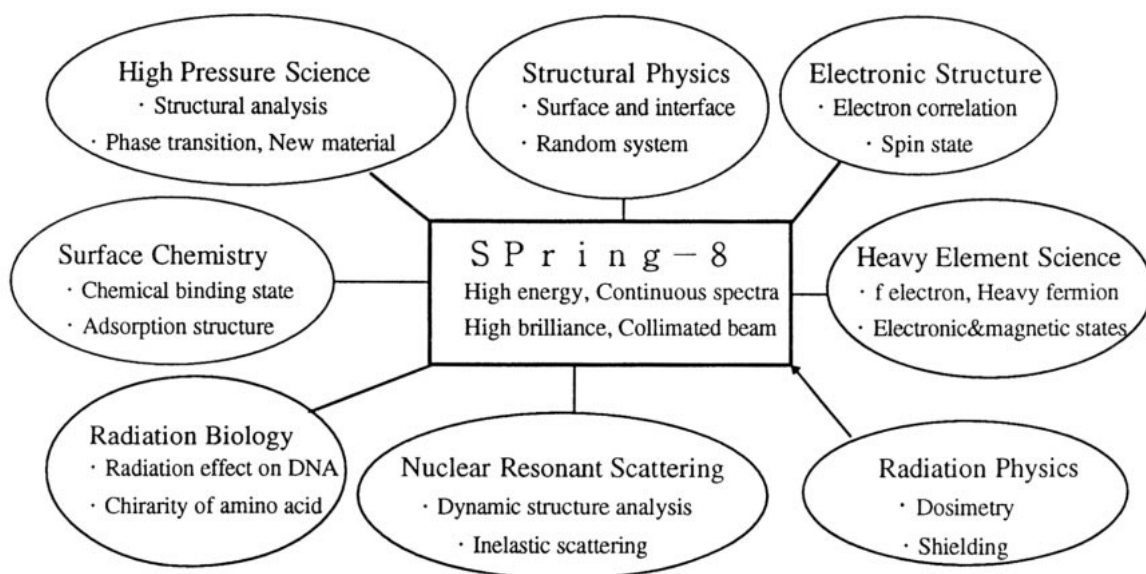 High Pressure Science
· Structural analysis
· Phase transition, New material
Structural Physics
· Surface and interface
· Random system
Electronic Structure
· Electron correlation
· Spin state
Surface Chemistry
· Chemical binding state
· Adsorption structure
SPring-8
High energy, Continuous spectra
High brilliance, Collimated beam
Heavy Element Science
· f electron, Heavy fermion
· Electronic&magnetic states
Radiation Biology
· Radiation effect on DNA
· Chirarity of amino acid
Nuclear Resonant Scattering
· Dynamic structure analysis
· Inelastic scattering
Radiation Physics
· Dosimetry
· Shielding